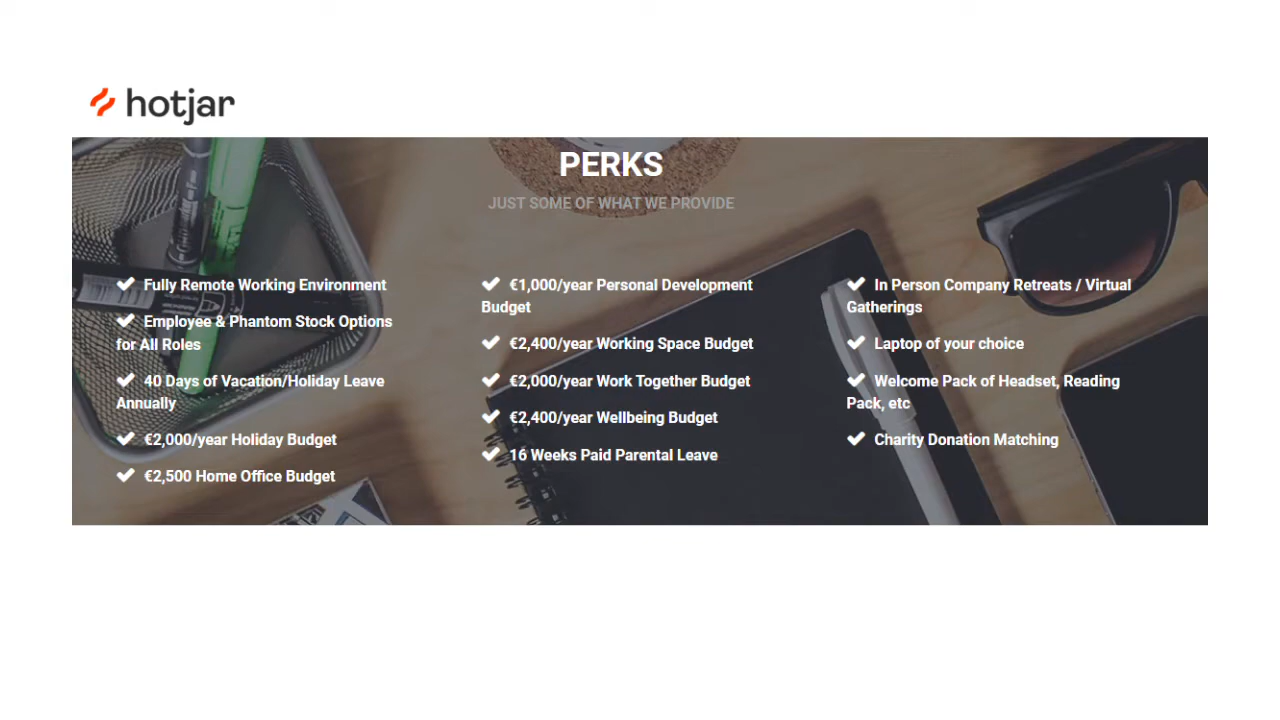 hotjar
PERKS
JUST SOME OF WHAT WE PROVIDE
Fully Remote Working Environment
Employee & Phantom Stock Options
for All Roles
40 Days of Vacation/Holiday Leave
Annually
€2,000/year Holiday Budget
€2,500 Home Office Budget
€1,000/year Personal Development
Budget
€2,400/year Working Space Budget
€2,000/year Work Together Budget
€2,400/year Wellbeing Budget
16 Weeks Paid Parental Leave
In Person Company Retreats / Virtual
Gatherings
Laptop of your choice
Welcome Pack of Headset, Reading
Pack, etc
Charity Donation Matching